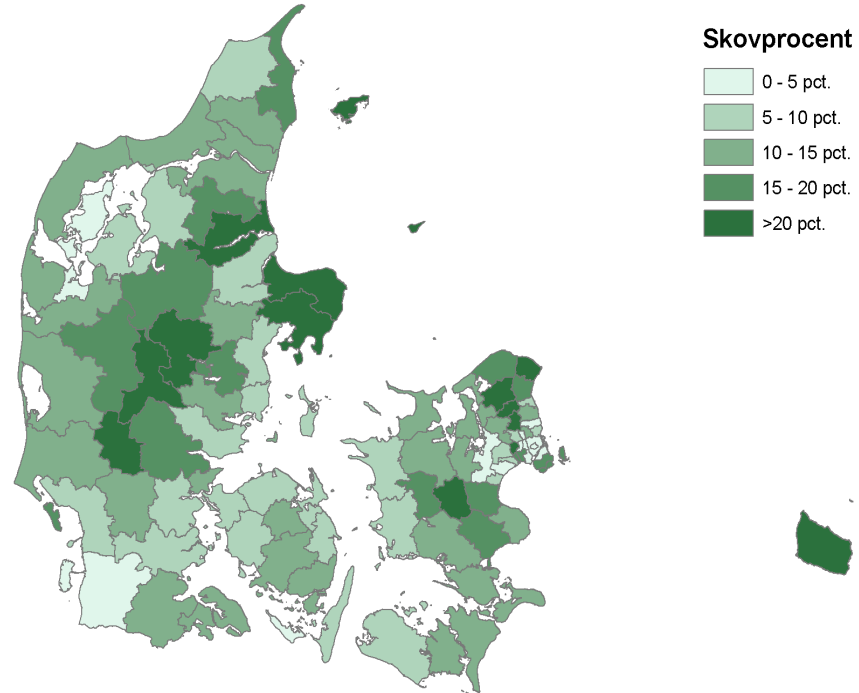 Skovprocent
0 - 5 pct.
5 - 10 pct.
10 - 15 pct.
15 - 20 pct.
>20 pct.